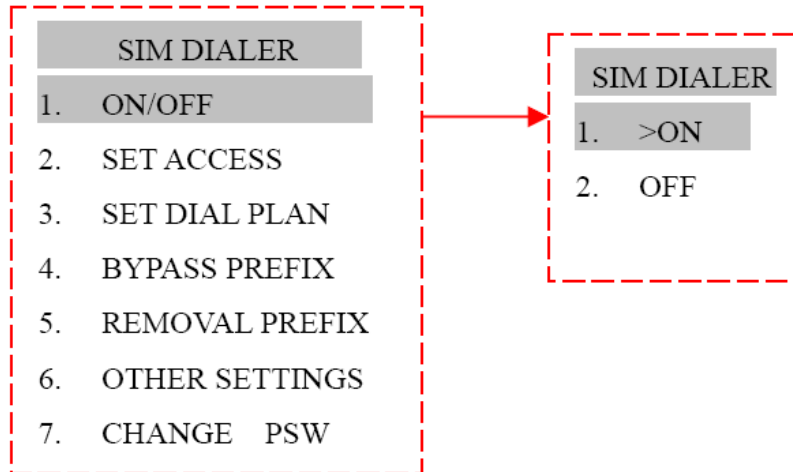 SIM DIALER
1. ON/OFF
2. SET ACCESS
3. SET DIAL PLAN
4. BYPASS PREFIX
5. REMOVAL PREFIX
6. OTHER SETTINGS
7. CHANGE PSW
SIM DIALER
1. >ON
2. OFF